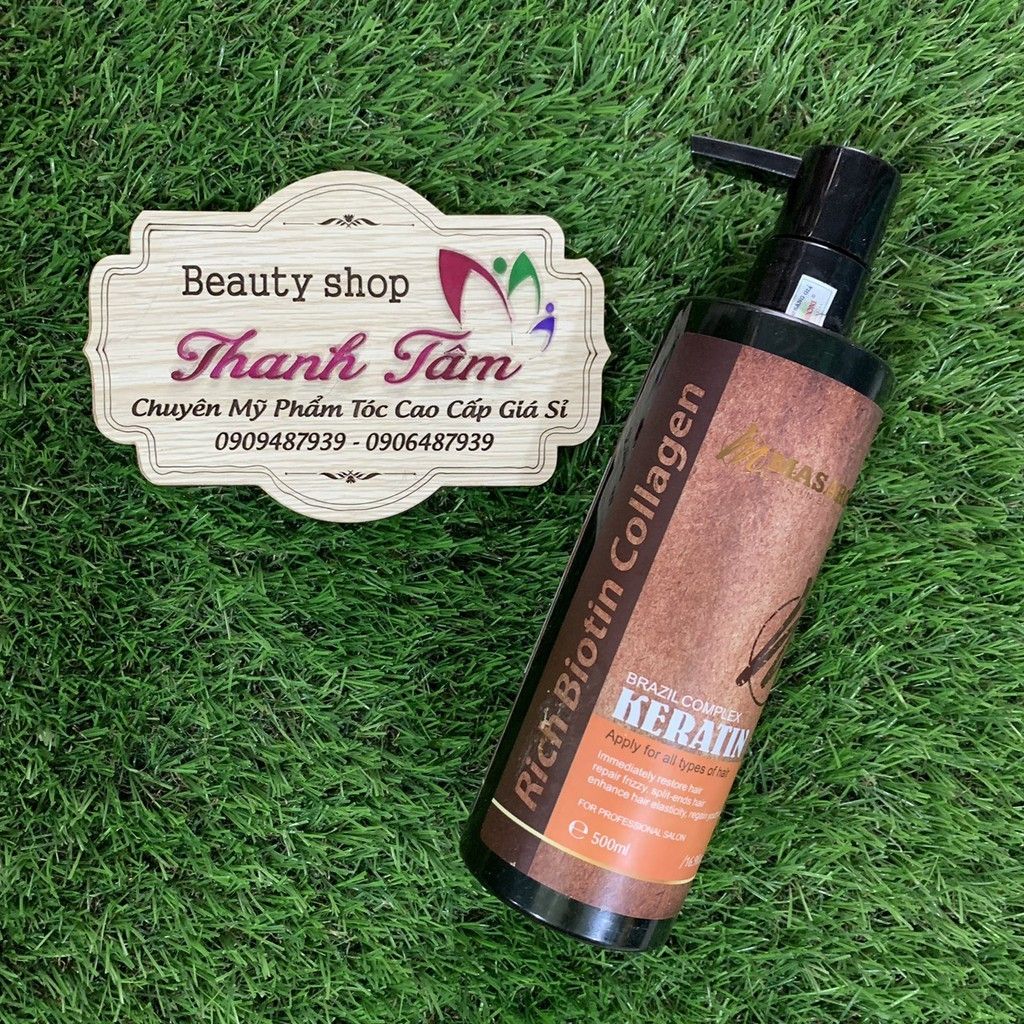 Beauty shop
Thanh Tâm
Chuyên Mỹ Phẩm Tóc Cao Cấp Giá Sỉ
0909487939 - 0906487939
Rich Biotin Collagen
BRAZIL COMPLEX
KERATIN
Apply for all types of hair
Immediately restore hair
repair frizzy, split-ends hair
enhance hair elasticity,
FOR PROFESSIONAL SALON
℮ 500ml